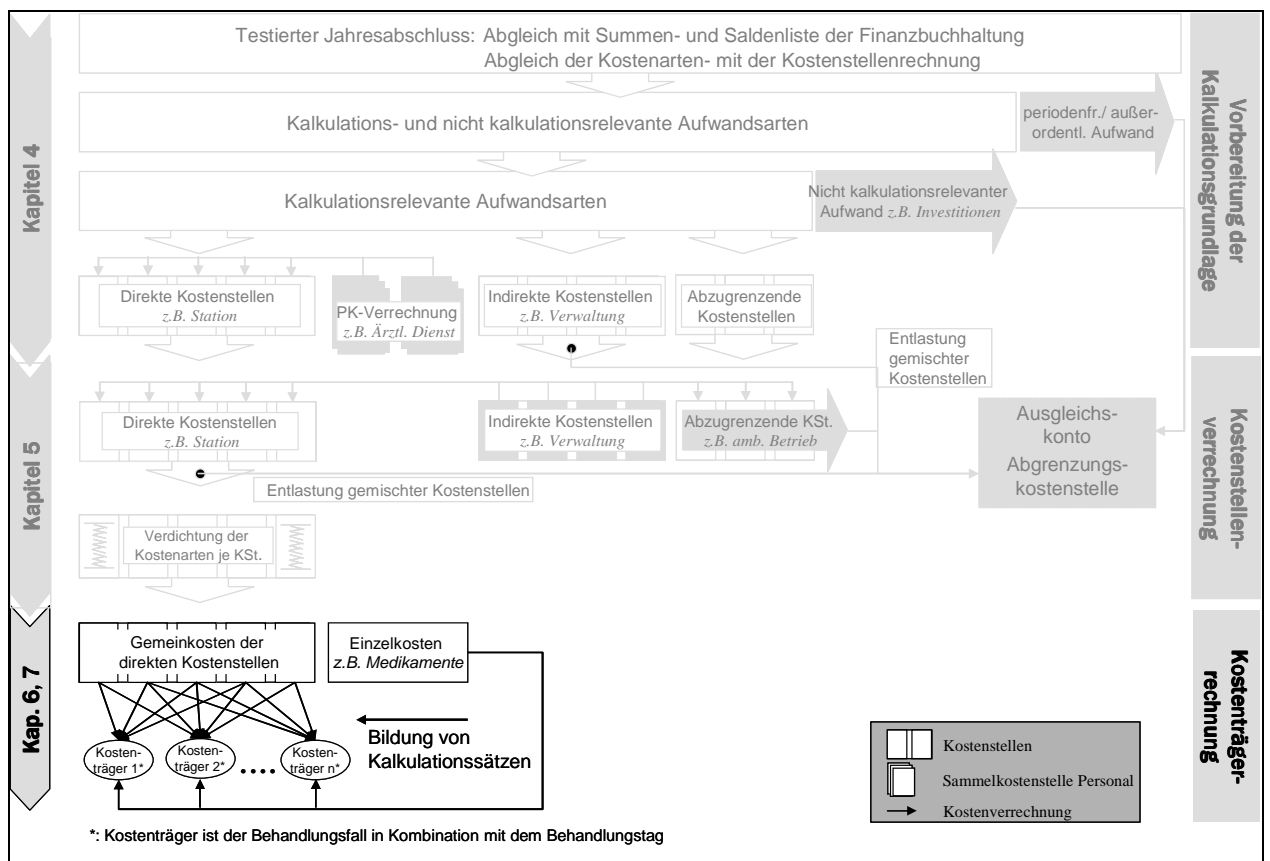 Testierter Jahresabschluss: Abgleich mit Summen- und Saldenliste der Finanzbuchhaltung
Abgleich der Kostenarten- mit der Kostenstellenrechnung
Kalkulations- und nicht kalkulationsrelevante Aufwandsarten
periodenfr./ außer-
ordentl. Aufwand
Kalkulationsrelevante Aufwandsarten
Nicht kalkulationsrelevanter
Aufwand z.B. Investitionen
Kapitel 4
Vorbereitung der
Kalkulationsgrundlage
Direkte Kostenstellen
z.B. Station
PK-Verrechnung
z.B. Ärztl. Dienst
Indirekte Kostenstellen
z.B. Verwaltung
Abzugrenzende
Kostenstellen
Entlastung
gemischter
Kostenstellen
Kapitel 5
Kostenstellen-
verrechnung
Direkte Kostenstellen
z.B. Station
Indirekte Kostenstellen
z.B. Verwaltung
Abzugrenzende KSt.
z.B. amb. Betrieb
Ausgleichs-
konto
Abgrenzungs-
kostenstelle
Entlastung gemischter Kostenstellen
Verdichtung der
Kostenarten je KSt.
Kap. 6, 7
Kostenträger-
rechnung
Gemeinkosten der
direkten Kostenstellen
Einzelkosten
z.B. Medikamente
Kosten-
träger 1*
Kosten-
träger 2*
....
Kosten-
träger n*
Bildung von
Kalkulationssätzen
Kostenstellen
Sammelkostenstelle Personal
Kostenverrechnung
*: Kostenträger ist der Behandlungsfall in Kombination mit dem Behandlungstag